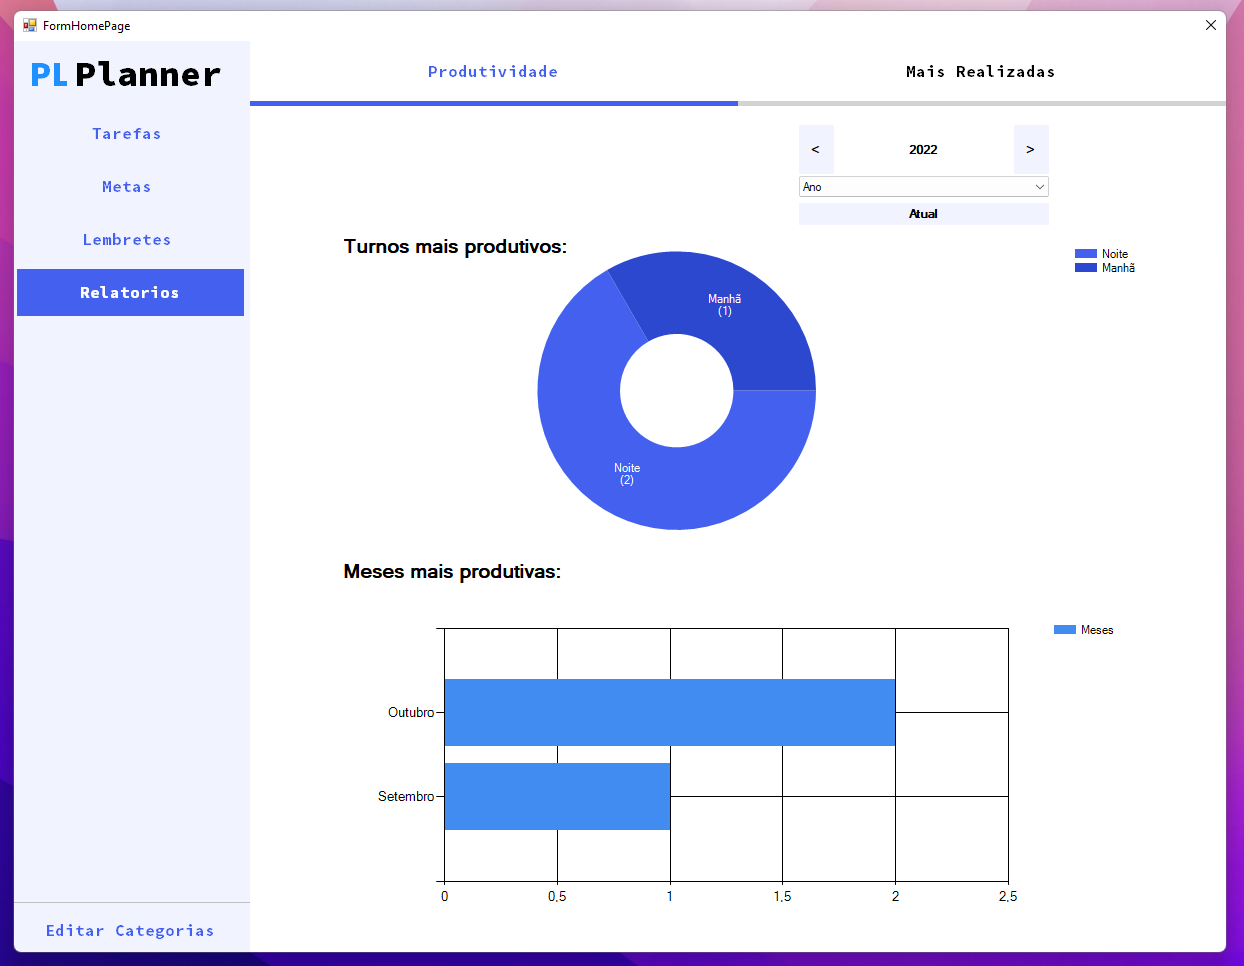 FormHomePage
PL Planner
Tarefas
Metas
Lembretes
Relatorios
Editar Categorias
Produtividade
Mais Realizadas
< 2022 >
Ano
Atual
Turnos mais produtivos:
Noite
Manhã
Manhã
(1)
Noite
(2)
Meses mais produtivas:
Meses
Outubro
Setembro
0 0,5 1 1,5 2 2,5